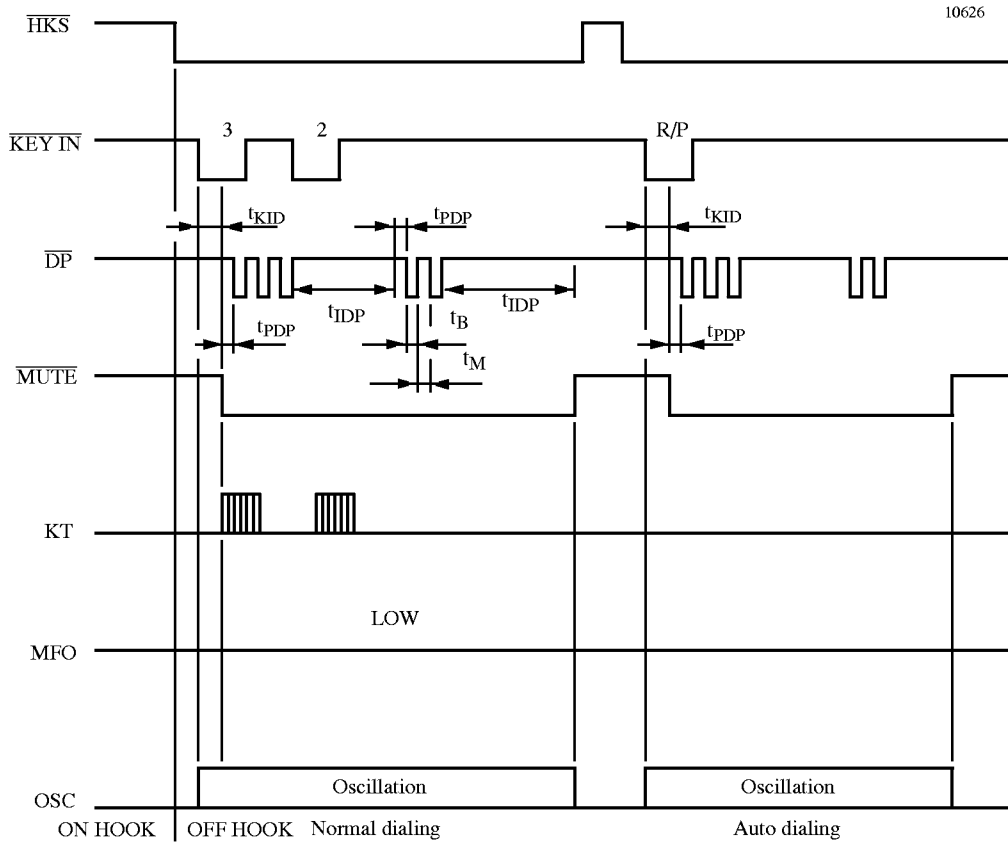 10626
HKS
KEY IN
3
2
R/P
tKID
tPDP
tKID
DP
tIDP
tIDP
tPDP
tB
tPDP
tM
MUTE
KT
LOW
MFO
Oscillation
Oscillation
OSC
ON HOOK OFF HOOK Normal dialing Auto dialing